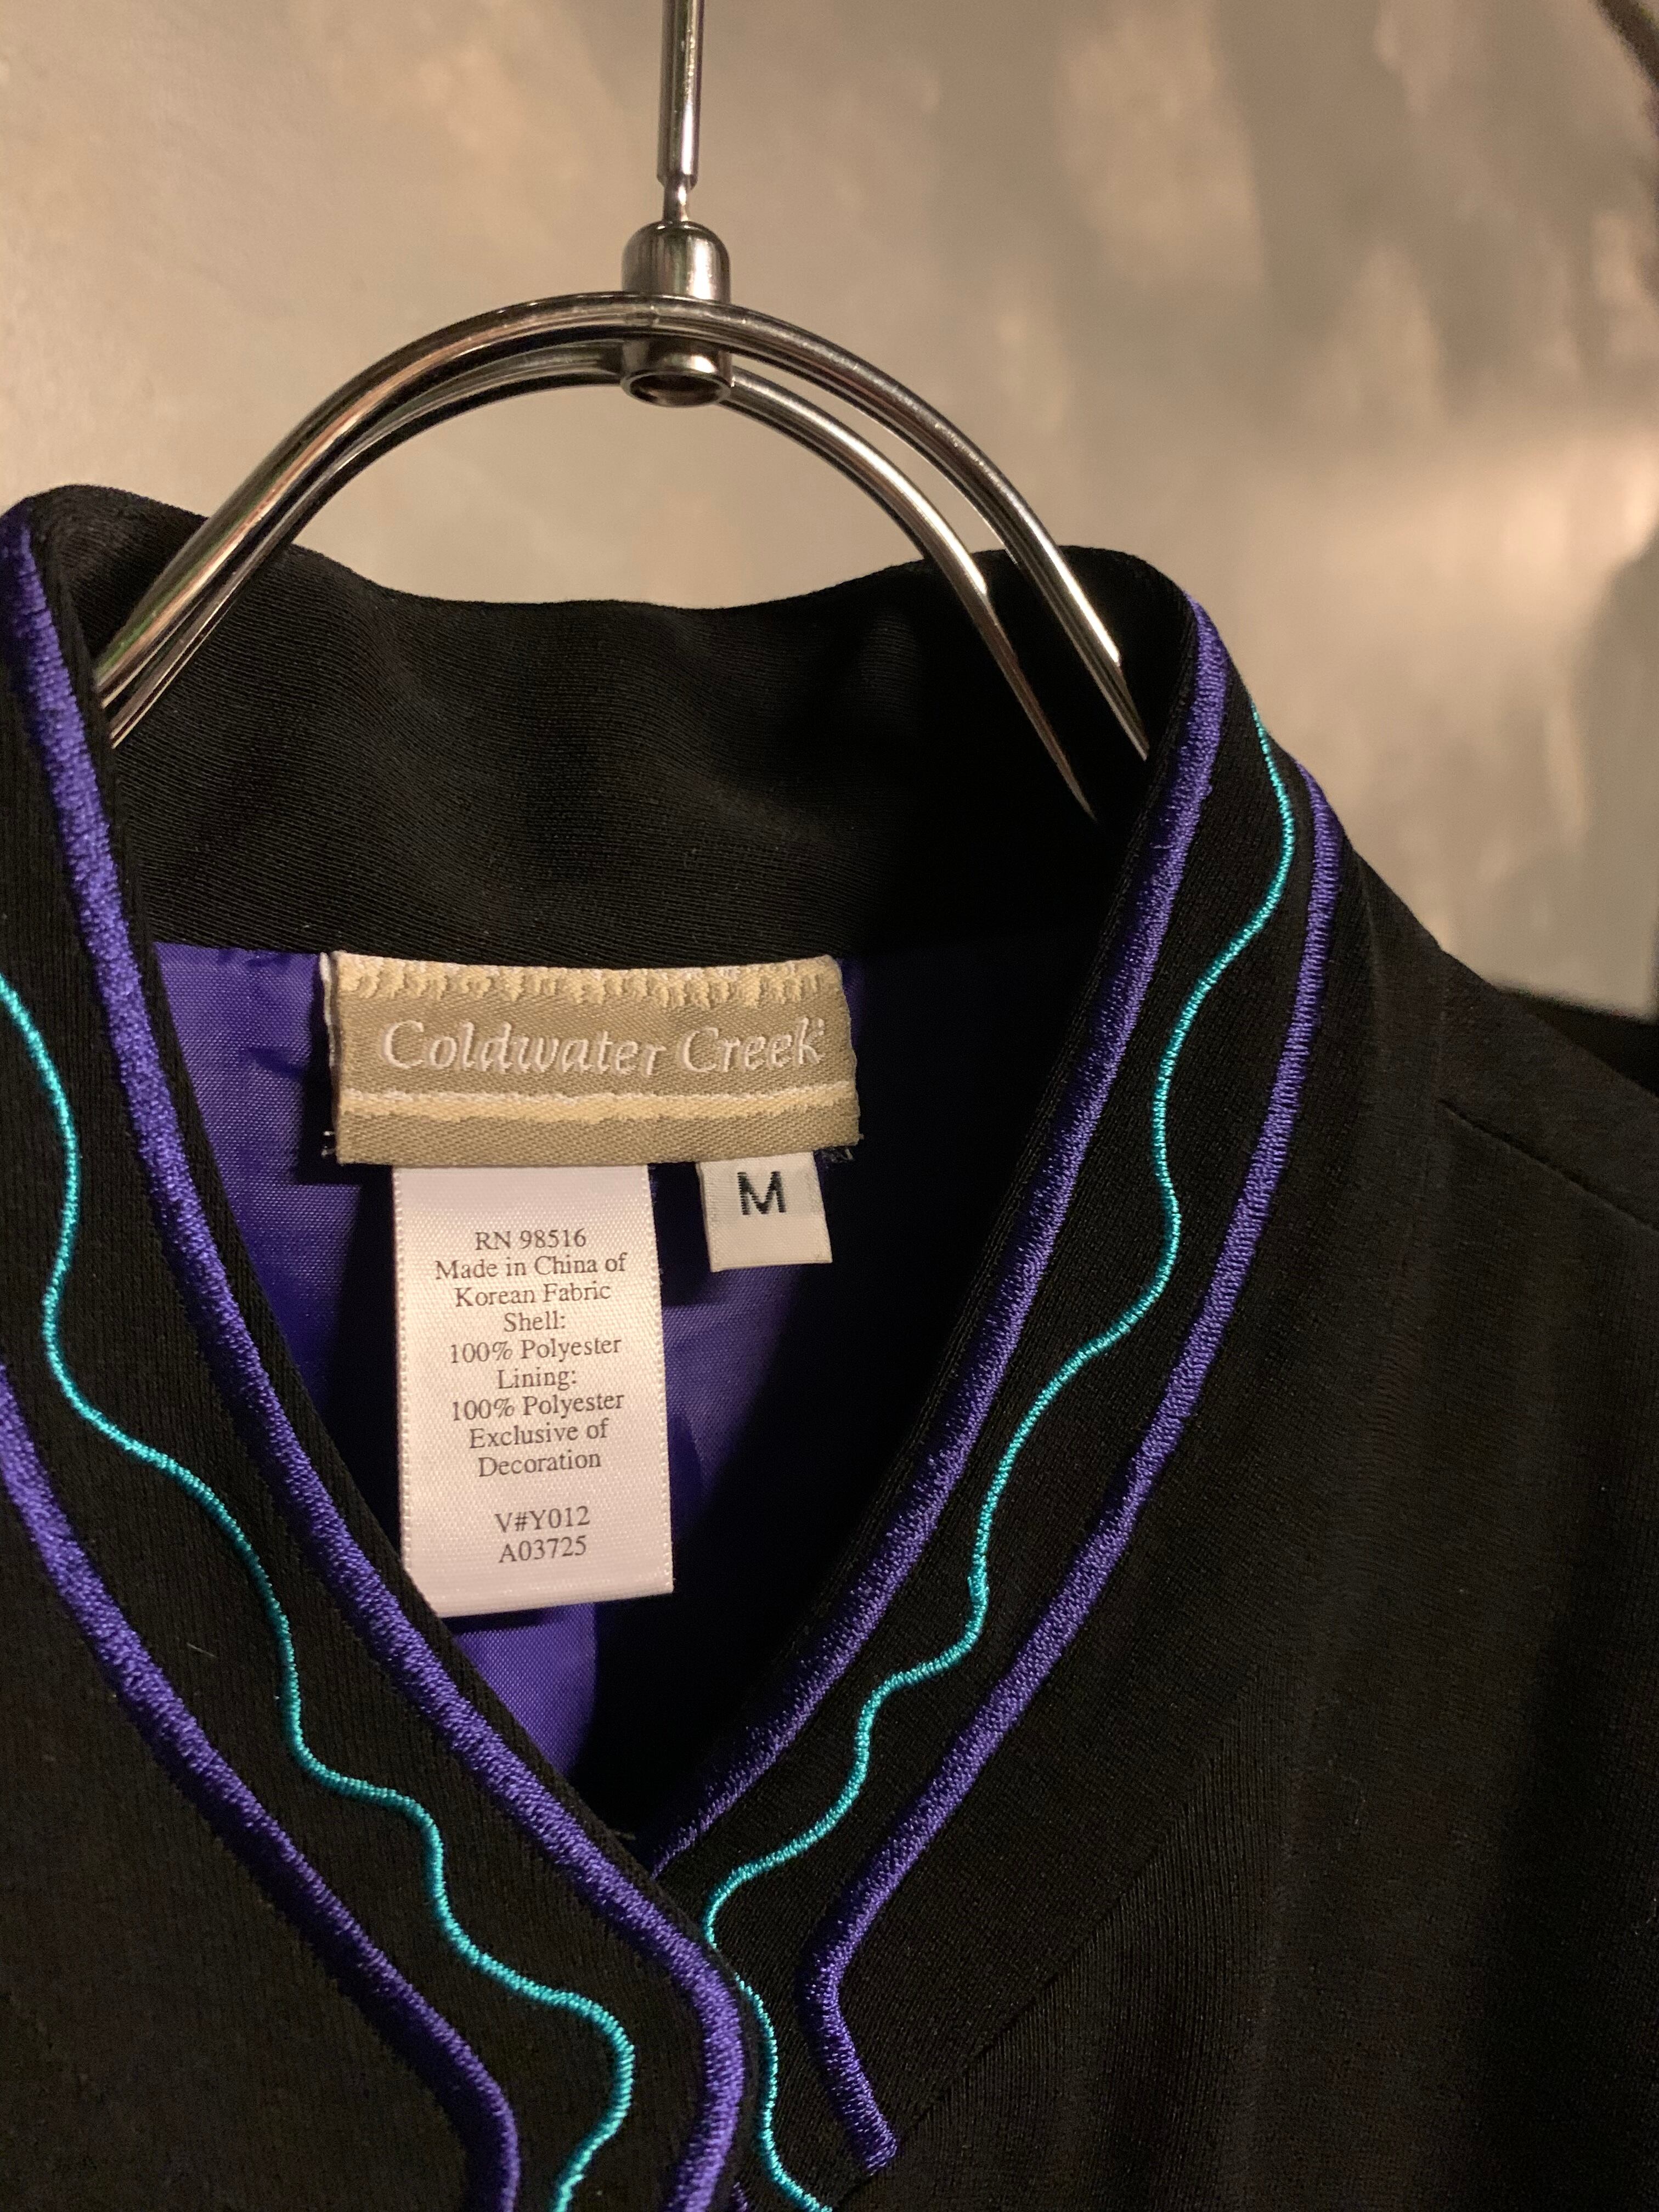 Coldwater Creek®
M
RN 98516
Made in China of
Korean Fabric
Shell:
100% Polyester
Lining:
100% Polyester
Exclusive of
Decoration
V#Y012
A03725